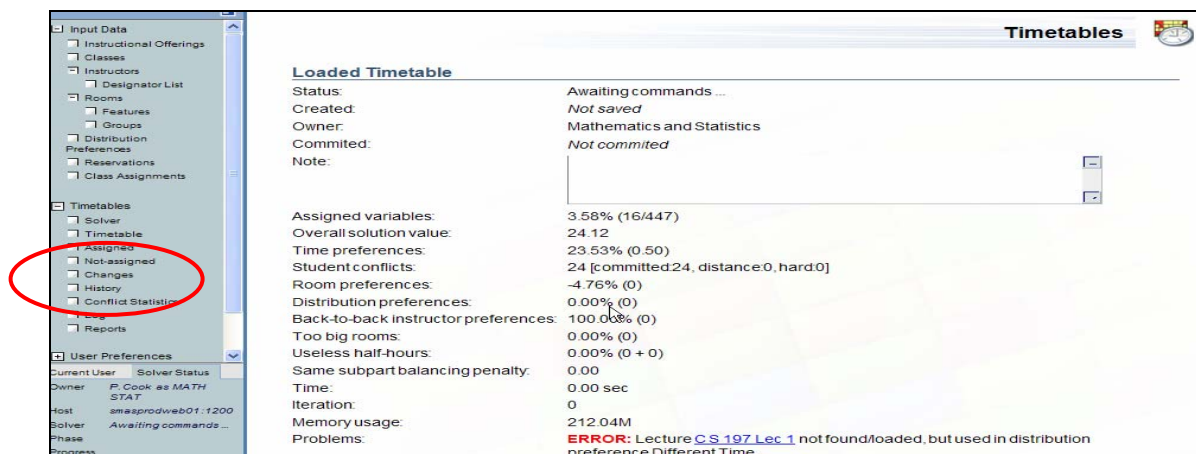 Input Data
Instructional Offerings
Classes
Instructors
Designator List
Rooms
Features
Groups
Distribution
Preferences
Reservations
Class Assignments
Timetables
Solver
Timetable
Assigned
Not-assigned
Changes
History
Conflict Statistics
Log
Reports
User Preferences
Current User Solver Status
Owner P. Cook as MATH
STAT
Host smasprodweb01:1200
Solver Awaiting commands ...
Phase
Progress
Timetables
Loaded Timetable
Status: Awaiting commands ...
Created: Not saved
Owner: Mathematics and Statistics
Commited: Not commited
Note:
Assigned variables: 3.58% (16/447)
Overall solution value: 24.12
Time preferences: 23.53% (0.50)
Student conflicts: 24 [committed:24, distance:0, hard:0]
Room preferences: -4.76% (0)
Distribution preferences: 0.00% (0)
Back-to-back instructor preferences: 100.00% (0)
Too big rooms: 0.00% (0)
Useless half-hours: 0.00% (0 + 0)
Same subpart balancing penalty: 0.00
Time: 0.00 sec
Iteration: 0
Memory usage: 212.04M
Problems: ERROR: Lecture C S 197 Lec 1 not found/loaded, but used in distribution
preference Different Time